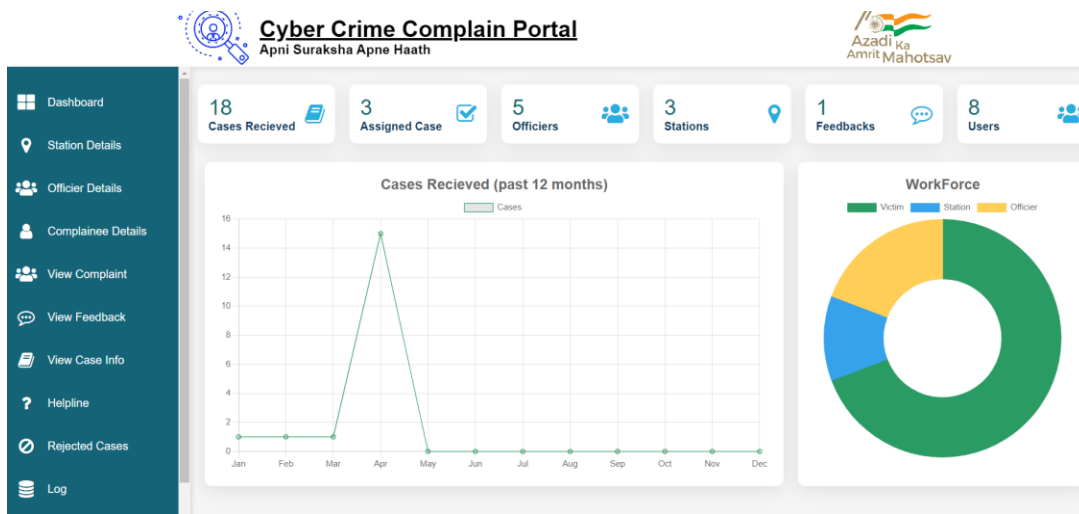 Cyber Crime Complain Portal
Apni Suraksha Apne Haath
Azadi Ka
Amrit Mahotsav
Dashboard
Station Details
Officier Details
Complainee Details
View Complaint
View Feedback
View Case Info
Helpline
Rejected Cases
Log
18
Cases Recieved
3
Assigned Case
5
Officiers
3
Stations
1
Feedbacks
8
Users
Cases Recieved (past 12 months)
Cases
16
14
12
10
8
6
4
2
0
Jan Feb Mar Apr May Jun Jul Aug Sep Oct Nov Dec
WorkForce
Victim Station Officier